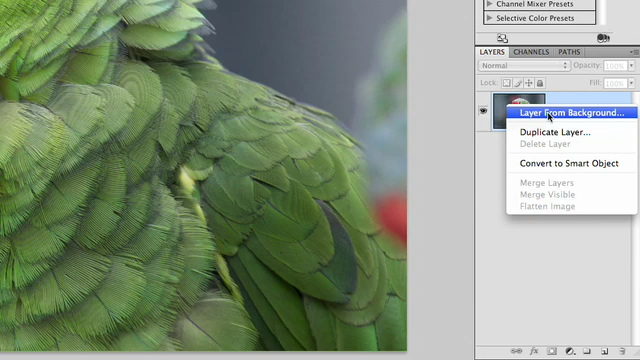 Channel Mixer Presets
Selective Color Presets
LAYERS CHANNELS PATHS
Normal Opacity: 100%
Lock: Fill: 100%
Layer From Background...
Duplicate Layer...
Delete Layer
Convert to Smart Object
Merge Layers
Merge Visible
Flatten Image
fx